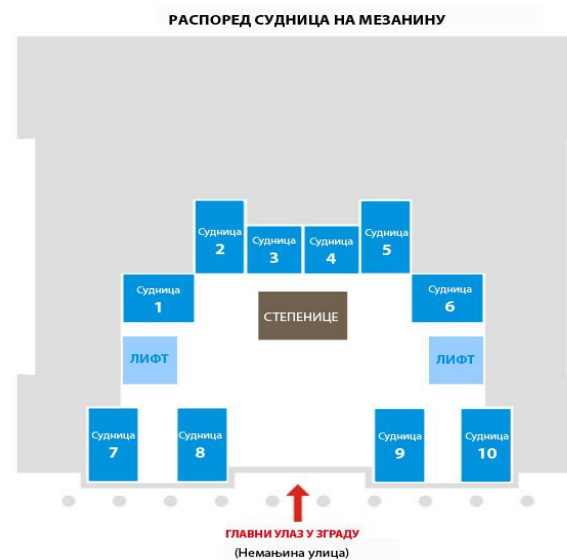 РАСПОРЕД СУДНИЦА НА МЕЗАНИНУ
Судница
2
Судница
3
Судница
4
Судница
5
Судница
1
Судница
6
СТЕПЕНИЦЕ
ЛИФТ
ЛИФТ
Судница
7
Судница
8
Судница
9
Судница
10
ГЛАВНИ УЛАЗ У ЗГРАДУ
(Немањина улица)